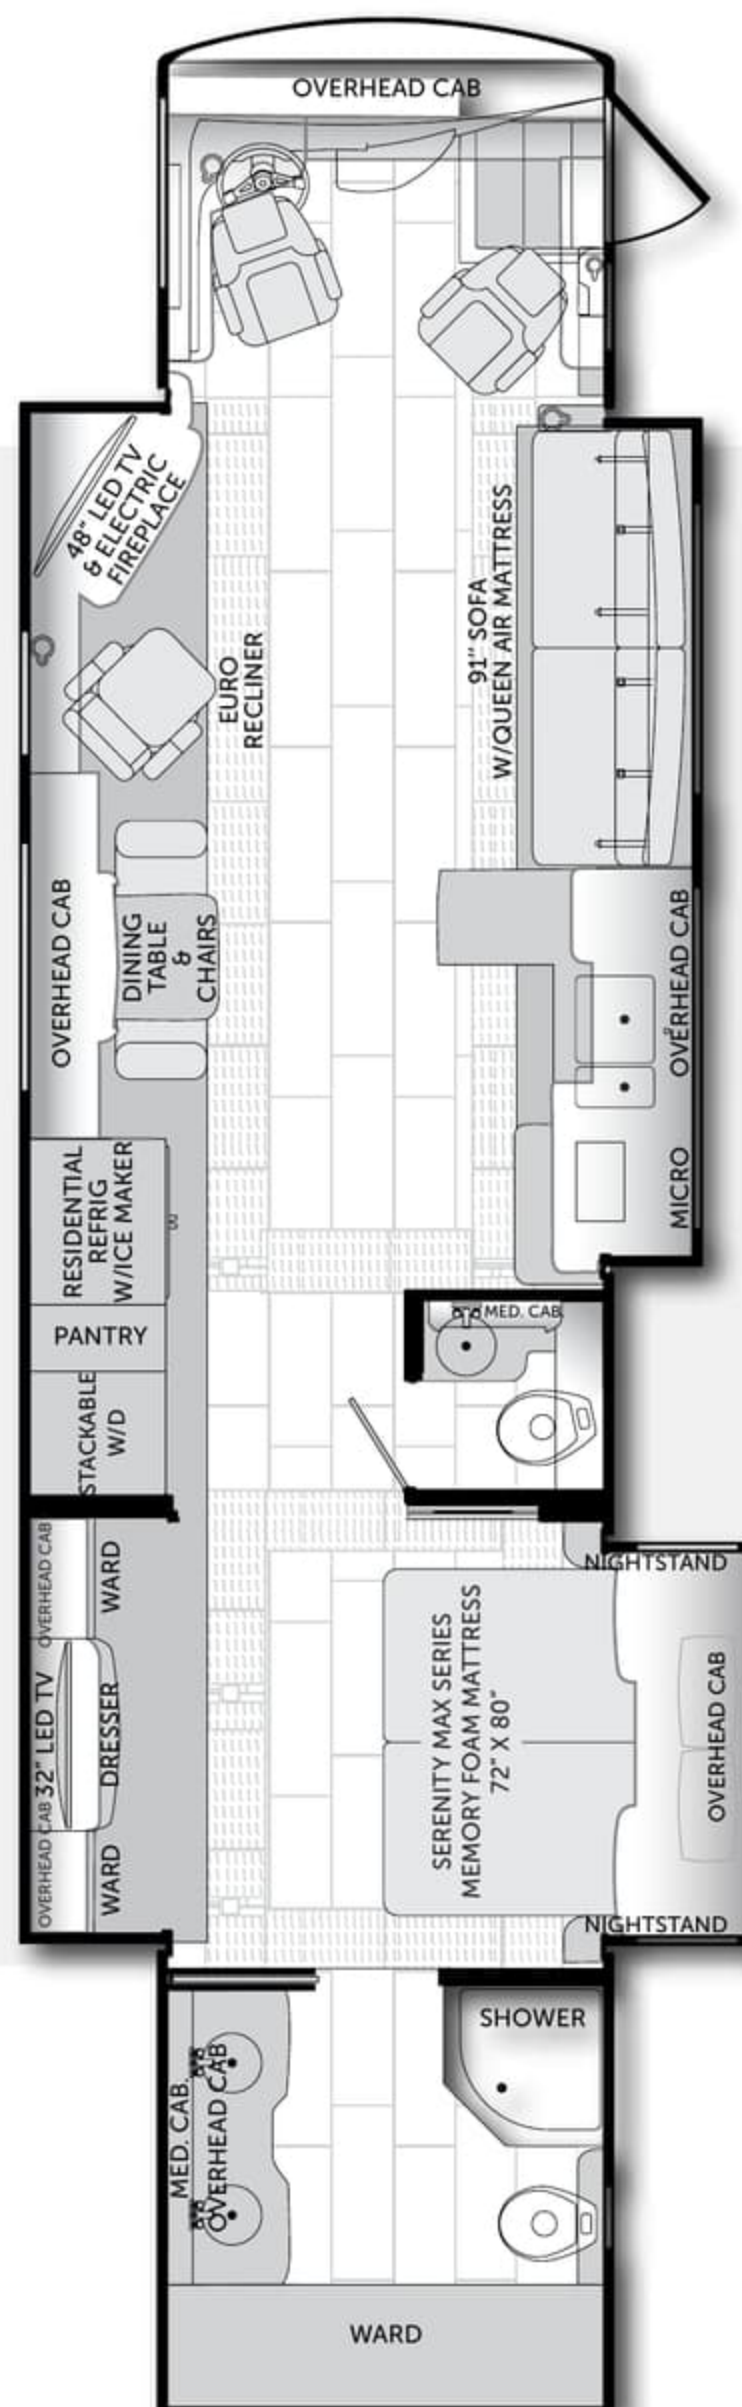 OVERHEAD CAB
48" LED TV
& ELECTRIC
FIREPLACE
EURO
RECLINER
91" SOFA
W/QUEEN AIR MATTRESS
OVERHEAD CAB
DINING
TABLE
&
CHAIRS
OVERHEAD CAB
MICRO
RESIDENTIAL
REFRIG
W/ICE MAKER
PANTRY
STACKABLE
W/D
MED. CAB.
OVERHEAD CAB
WARD
32" LED TV
DRESSER
OVERHEAD CAB
WARD
NIGHTSTAND
SERENITY MAX SERIES
MEMORY FOAM MATTRESS
72" X 80"
OVERHEAD CAB
NIGHTSTAND
SHOWER
MED. CAB.
OVERHEAD CAB
WARD